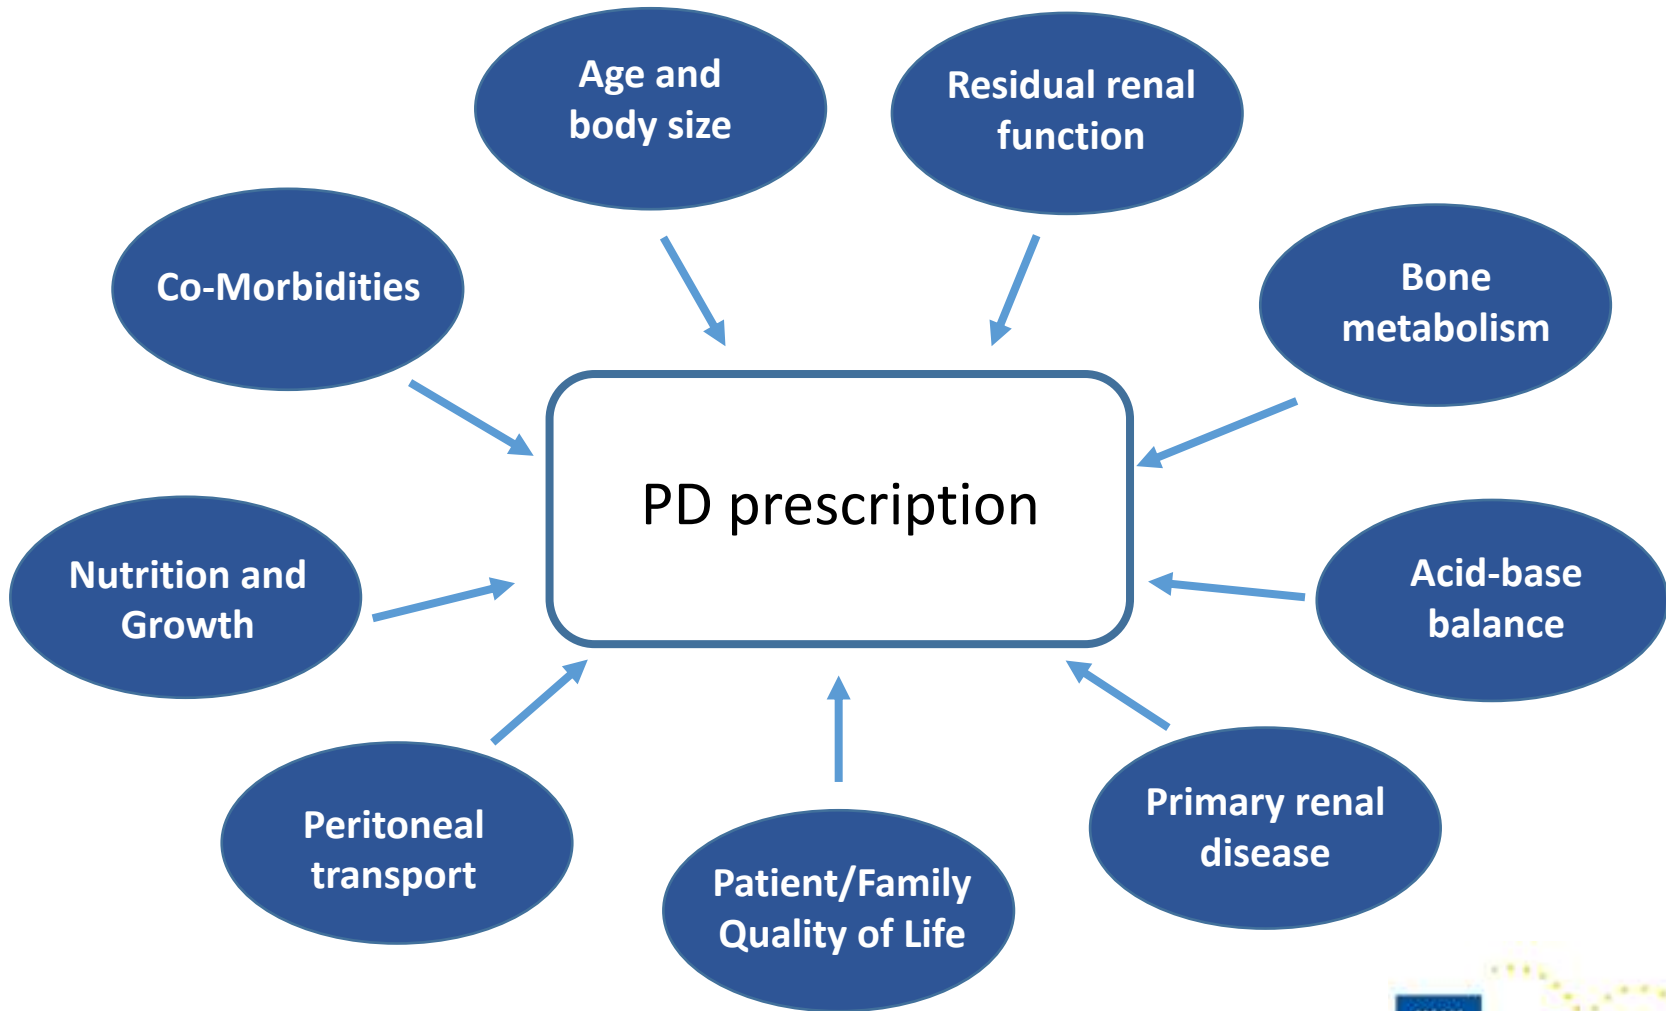 Age and
body size
Residual renal
function
Co-Morbidities
Bone
metabolism
PD prescription
Nutrition and
Growth
Acid-base
balance
Peritoneal
transport
Primary renal
disease
Patient/Family
Quality of Life